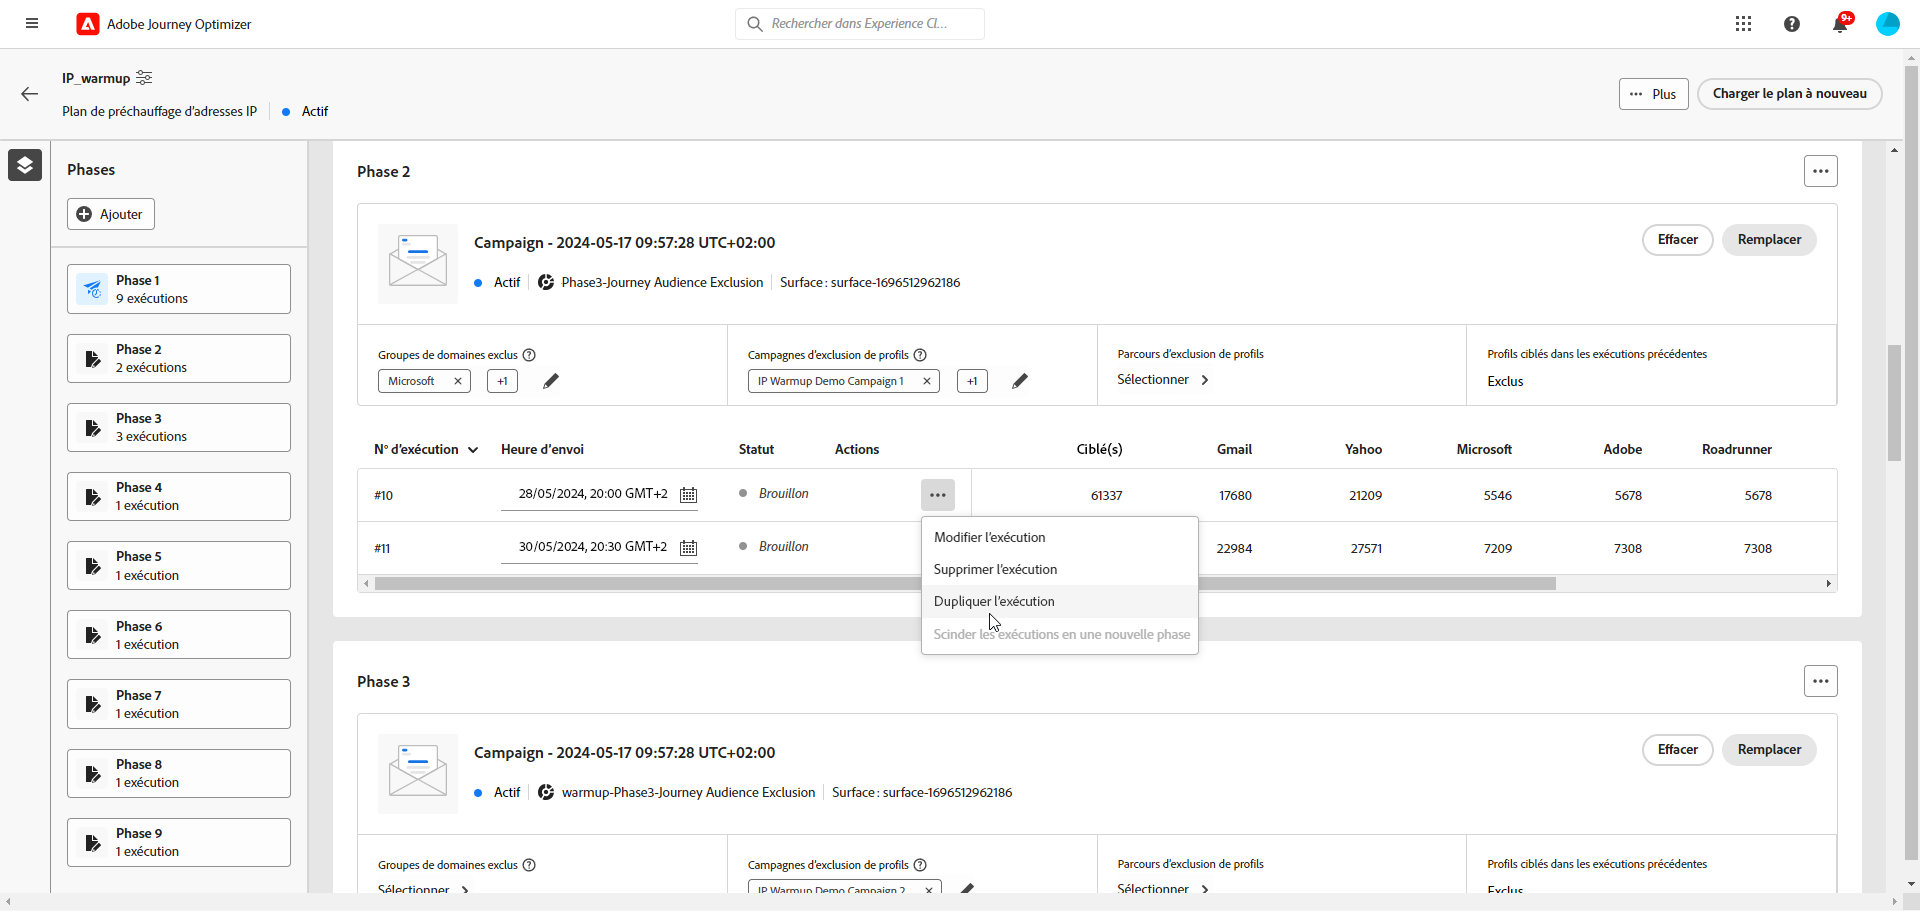 Adobe Journey Optimizer
Rechercher dans Experience Cl...
9+
IP_warmup
Plan de préchauffage d'adresses IP
Actif
Plus
Charger le plan à nouveau
Phases
Ajouter
Phase 1
9 exécutions
Phase 2
2 exécutions
Phase 3
3 exécutions
Phase 4
1 exécution
Phase 5
1 exécution
Phase 6
1 exécution
Phase 7
1 exécution
Phase 8
1 exécution
Phase 9
1 exécution
Phase 2
Campaign - 2024-05-17 09:57:28 UTC+02:00
Effacer
Remplacer
Actif
Phase3-Journey Audience Exclusion
Surface : surface-1696512962186
Groupes de domaines exclus
Microsoft
+1
Campagnes d'exclusion de profils
IP Warmup Demo Campaign 1
+1
Parcours d'exclusion de profils
Sélectionner
Profils ciblés dans les exécutions précédentes
Exclus
N° d'exécution Heure d'envoi Statut Actions Ciblé(s) Gmail Yahoo Microsoft Adobe Roadrunner
#10 28/05/2024, 20:00 GMT+2 Brouillon 61337 17680 21209 5546 5678 5678
#11 30/05/2024, 20:30 GMT+2 Brouillon 22984 27571 7209 7308 7308
Modifier l'exécution
Supprimer l'exécution
Dupliquer l'exécution
Scinder les exécutions en une nouvelle phase
Phase 3
Campaign - 2024-05-17 09:57:28 UTC+02:00
Effacer
Remplacer
Actif
warmup-Phase3-Journey Audience Exclusion
Surface : surface-1696512962186
Groupes de domaines exclus
Sélectionner
Campagnes d'exclusion de profils
IP Warmup Demo Campaign 2
Parcours d'exclusion de profils
Sélectionner
Profils ciblés dans les exécutions précédentes
Exclus